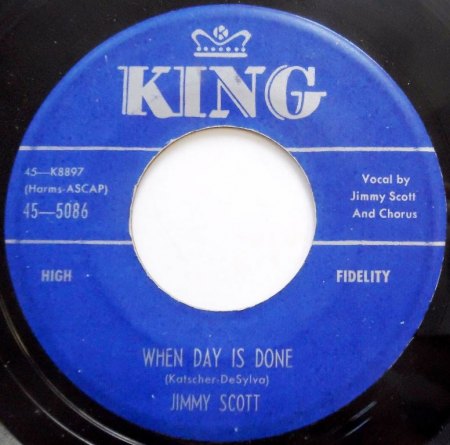 K
KING
45—K8897
(Harms-ASCAP)
45—5086
Vocal by
Jimmy Scott
And Chorus
HIGH
FIDELITY
WHEN DAY IS DONE
(Katscher-DeSylva)
JIMMY SCOTT